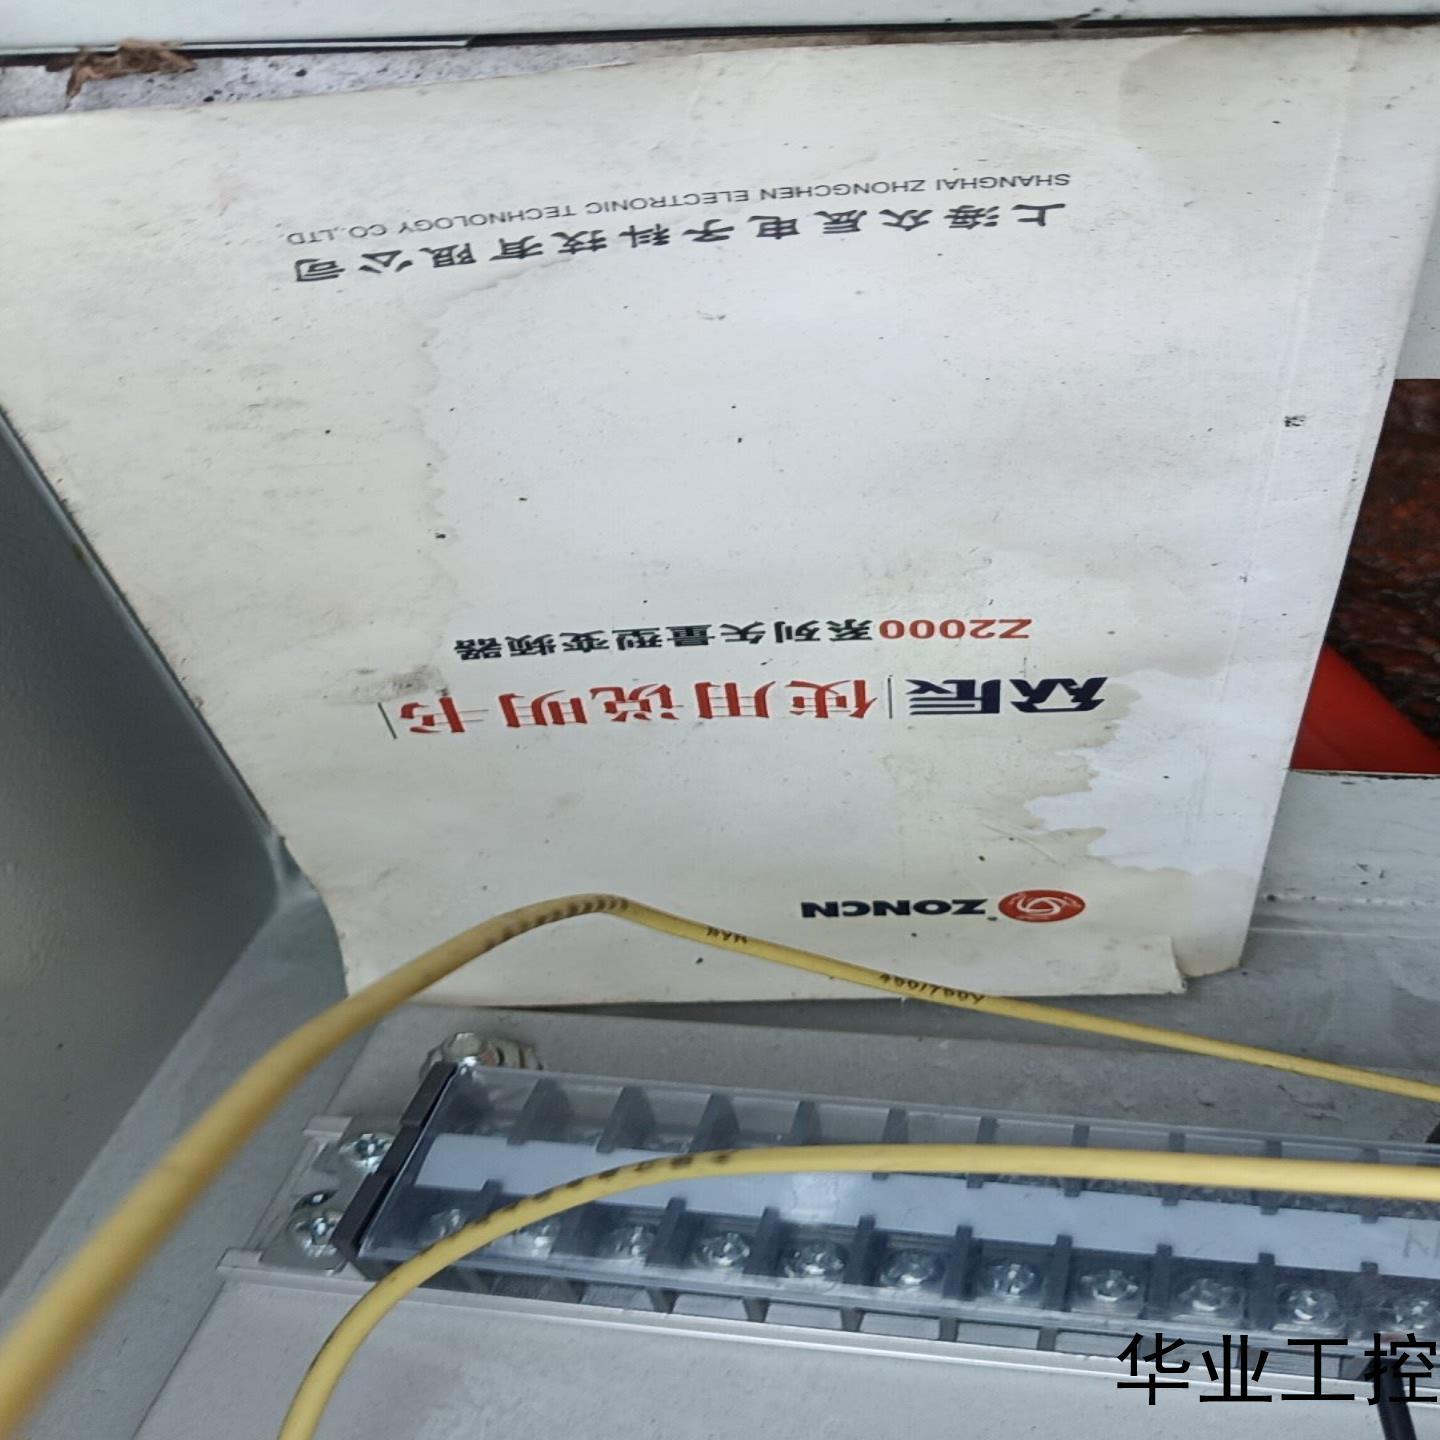 ZONCN
众辰 使用说明书
Z2000系列矢量型变频器
上海众辰电子科技有限公司
SHANGHAI ZHONGCHEN ELECTRONIC TECHNOLOGY CO.,LTD.
450/750V
华业工控